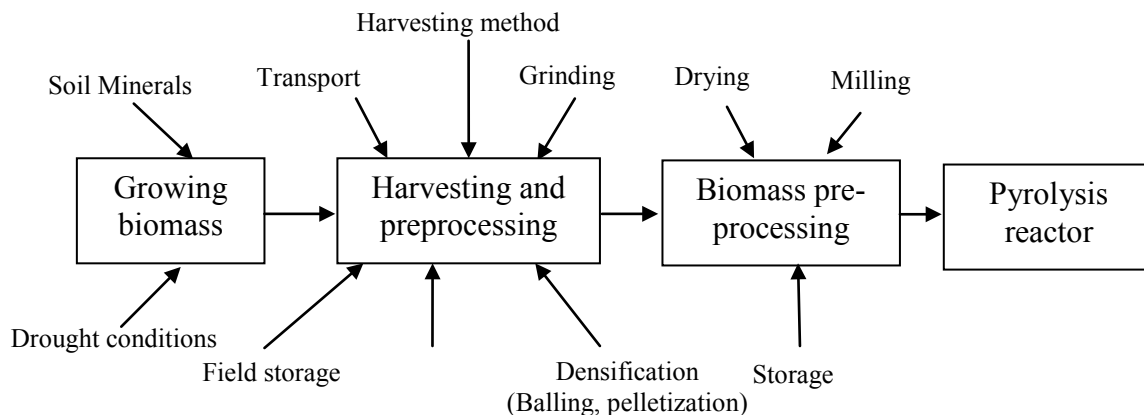 Harvesting method
Soil Minerals
Transport
Grinding
Drying
Milling
Growing
biomass
Harvesting and
preprocessing
Biomass pre-
processing
Pyrolysis
reactor
Drought conditions
Field storage
Densification
(Balling, pelletization)
Storage